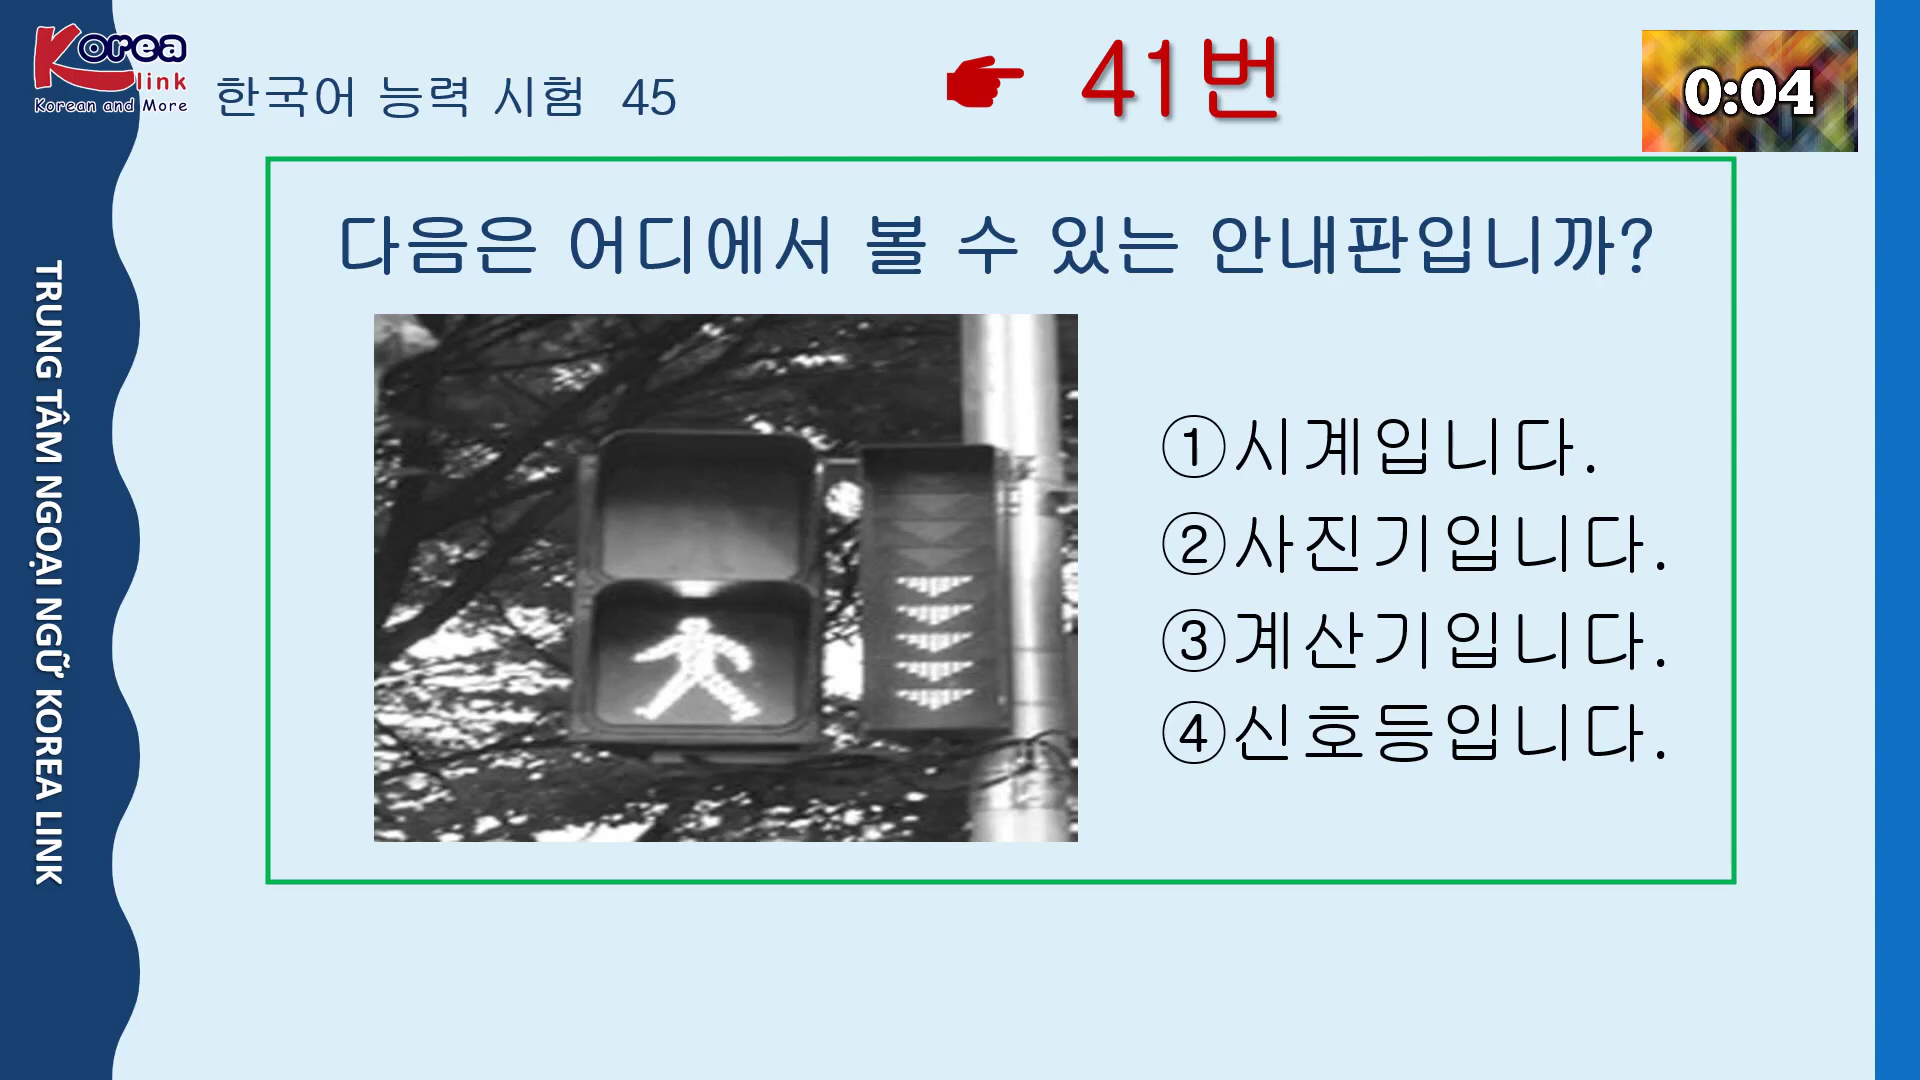 Korea
link
Korean and More
한국어 능력 시험 45
41번
0:04
TRUNG TÂM NGOẠI NGỮ KOREA LINK
다음은 어디에서 볼 수 있는 안내판입니까?
①시계입니다.
②사진기입니다.
③계산기입니다.
④신호등입니다.